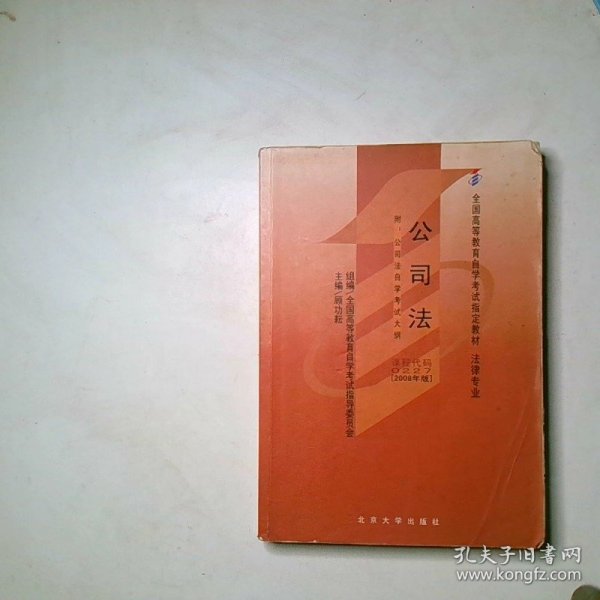 全国高等教育自学考试指定教材 法律专业
公司法
附:公司法自学考试大纲
课程代码
0227
[2008年版]
组编/全国高等教育自学考试指导委员会
主编/顾功耘
北京大学出版社
孔夫子旧书网
www.kongfz.com